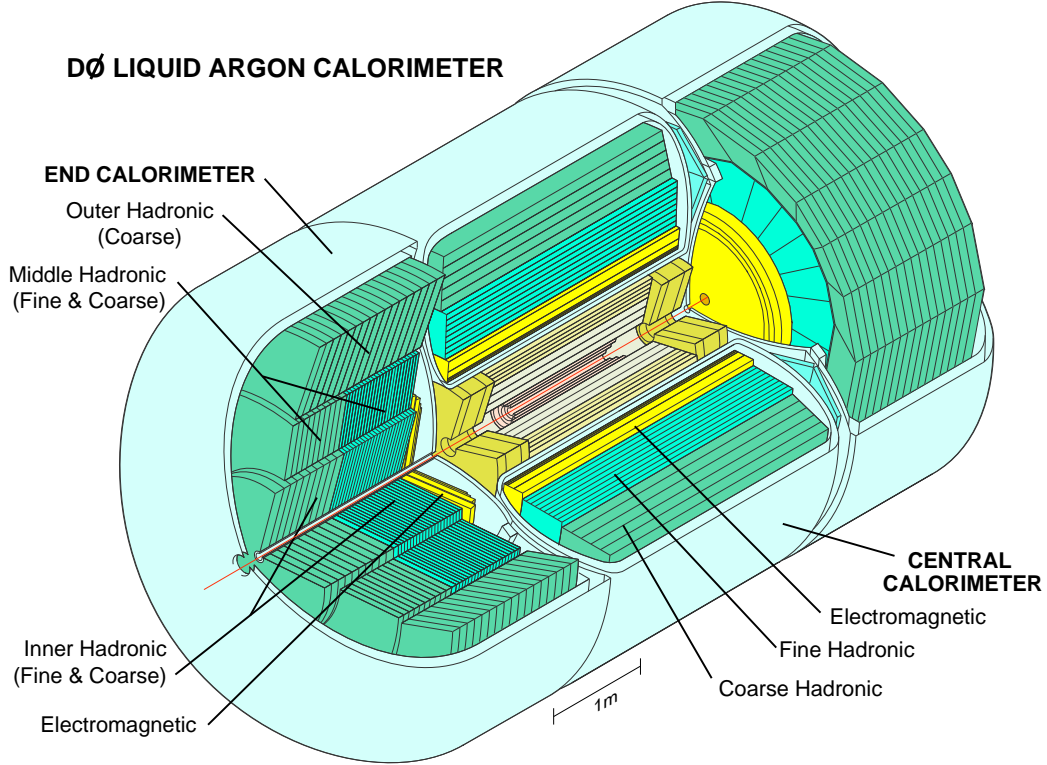 DØ LIQUID ARGON CALORIMETER
END CALORIMETER
Outer Hadronic
(Coarse)
Middle Hadronic
(Fine & Coarse)
Inner Hadronic
(Fine & Coarse)
Electromagnetic
1m
CENTRAL
CALORIMETER
Electromagnetic
Fine Hadronic
Coarse Hadronic